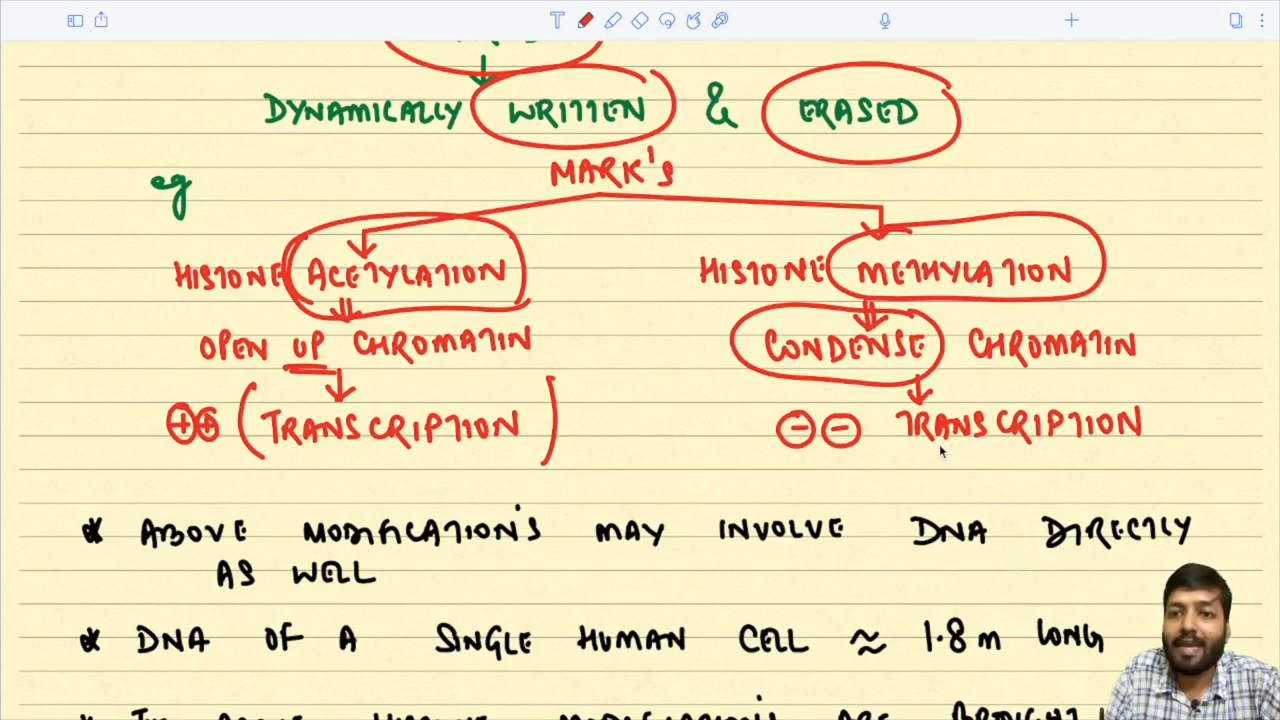 DYNAMICALLY WRITTEN & ERASED
eg
MARK'S
HISTONE ACETYLATION
HISTONE METHYLATION
OPEN UP CHROMATIN
CONDENSE CHROMATIN
++ (TRANSCRIPTION)
-- TRANSCRIPTION
* ABOVE MODIFICATION'S MAY INVOLVE DNA DIRECTLY
AS WELL
* DNA OF A SINGLE HUMAN CELL ≈ 1.8m LONG